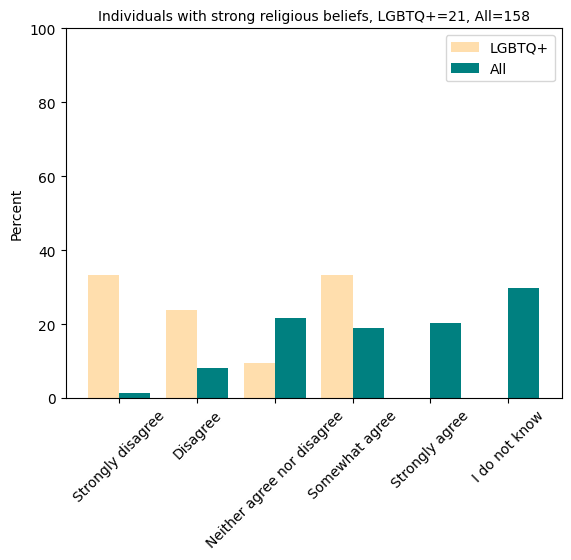 Individuals with strong religious beliefs, LGBTQ+=21, All=158
100
80
60
40
20
0
Percent
LGBTQ+
All
Strongly disagree
Disagree
Neither agree nor disagree
Somewhat agree
Strongly agree
I do not know